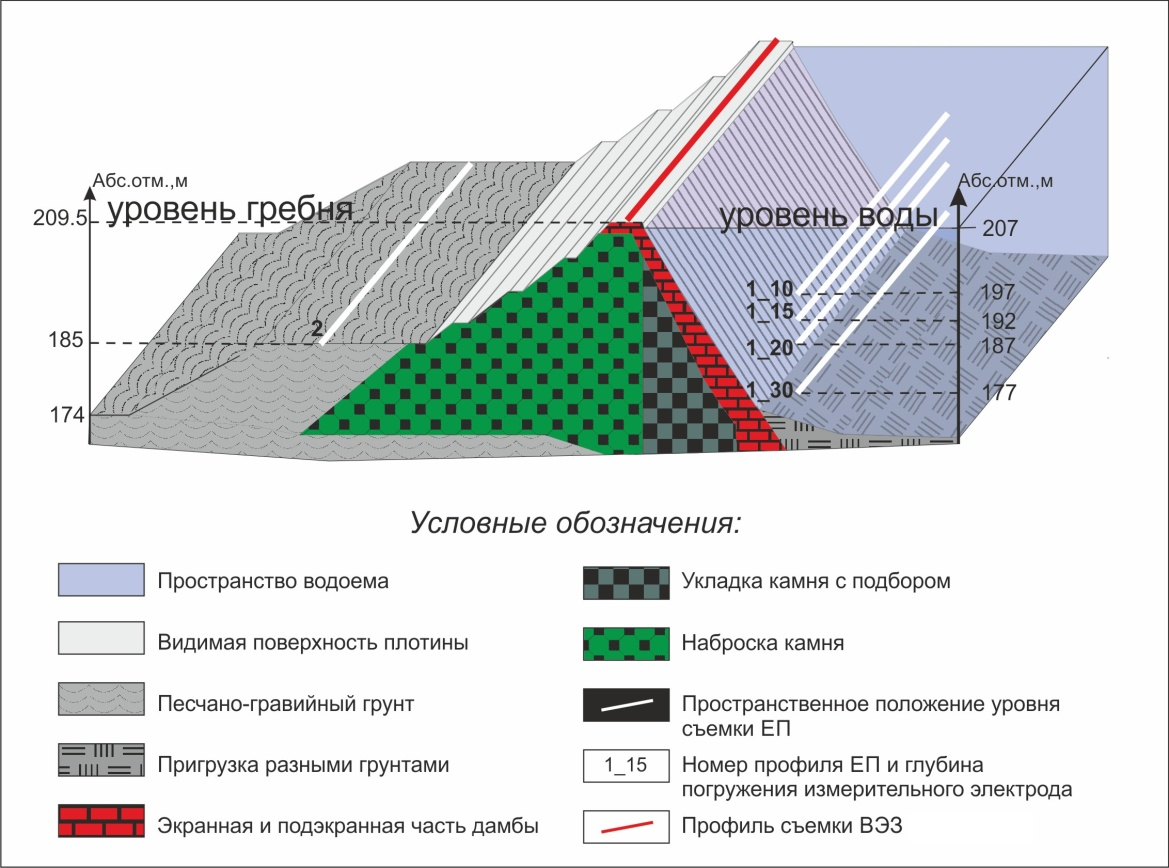 Абс.отм.,м
Абс.отм.,м
209.5
уровень гребня
уровень воды
207
1_10
197
1_15
192
2
185
1_20
187
1_30
177
174
Условные обозначения:
Пространство водоема
Видимая поверхность плотины
Песчано-гравийный грунт
Пригрузка разными грунтами
Экранная и подэкранная часть дамбы
Укладка камня с подбором
Наброска камня
Пространственное положение уровня
съемки ЕП
1_15
Номер профиля ЕП и глубина
погружения измерительного электрода
Профиль съемки ВЭЗ